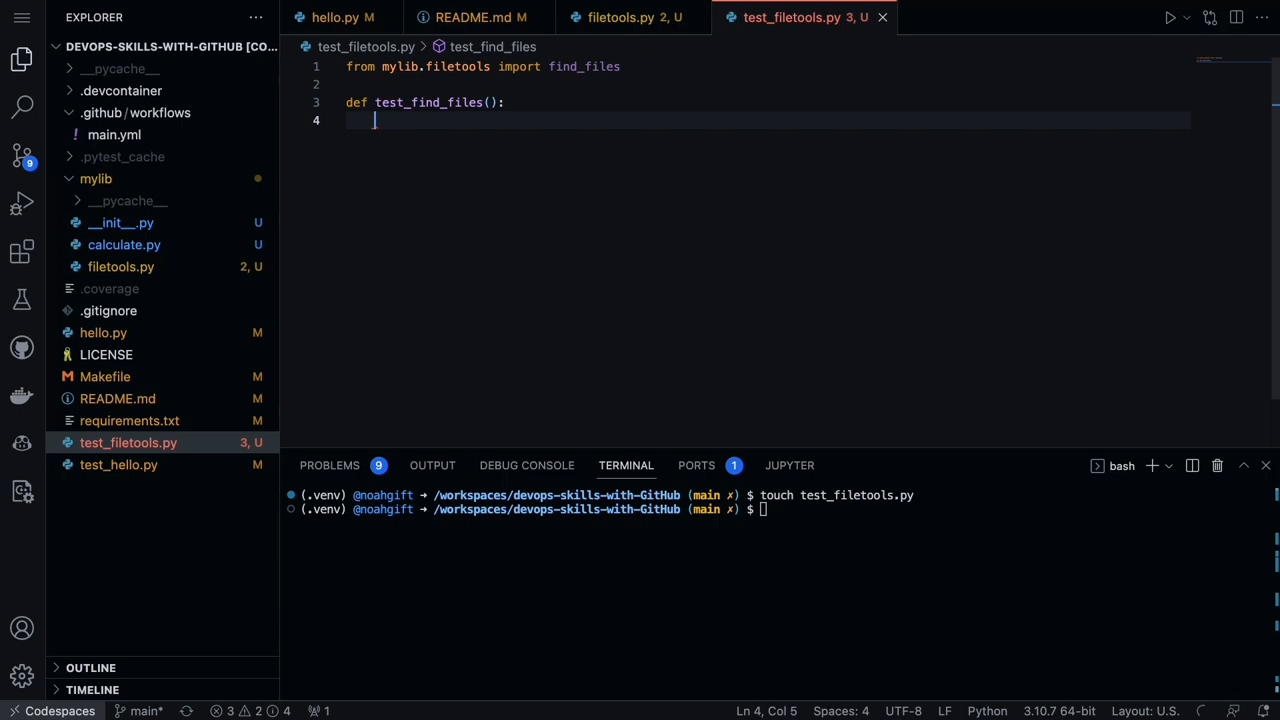 EXPLORER
hello.py M
README.md M
filetools.py 2, U
test_filetools.py 3, U
DEVOPS-SKILLS-WITH-GITHUB [CO...
__pycache__
.devcontainer
.github/workflows
main.yml
.pytest_cache
mylib
__pycache__
__init__.py U
calculate.py U
filetools.py 2, U
.coverage
.gitignore
hello.py M
LICENSE
Makefile M
README.md M
requirements.txt M
test_filetools.py 3, U
test_hello.py M
OUTLINE
TIMELINE
9
test_filetools.py > test_find_files
1 from mylib.filetools import find_files
2
3 def test_find_files():
4
PROBLEMS 9 OUTPUT DEBUG CONSOLE TERMINAL PORTS 1 JUPYTER
bash
(.venv) @noahgift → /workspaces/devops-skills-with-GitHub (main ✗) $ touch test_filetools.py
(.venv) @noahgift → /workspaces/devops-skills-with-GitHub (main ✗) $
Codespaces main* 3 2 4 1 Ln 4, Col 5 Spaces: 4 UTF-8 LF Python 3.10.7 64-bit Layout: U.S.